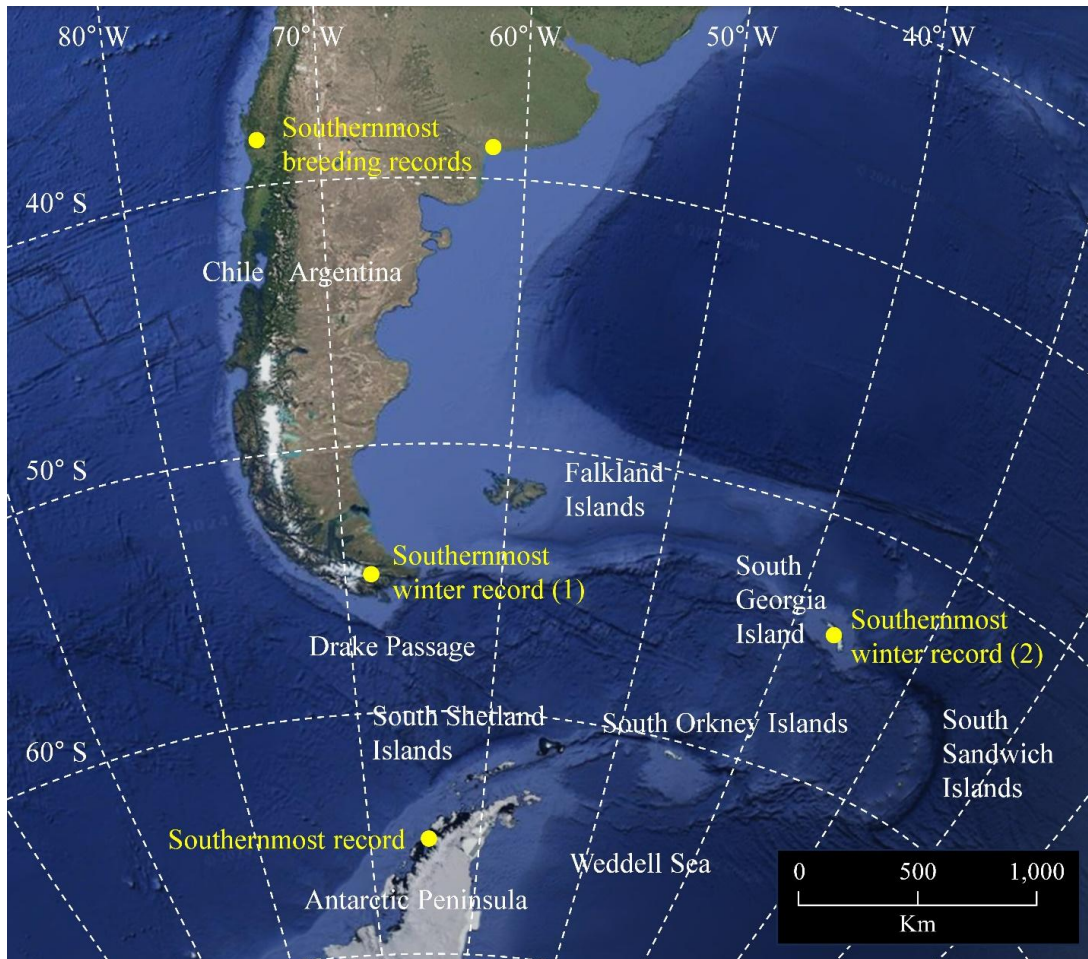 80° W
70° W
60° W
50° W
40° W
Southernmost
breeding records
40° S
Chile
Argentina
50° S
Falkland
Islands
Southernmost
winter record (1)
South
Georgia
Island
Southernmost
winter record (2)
Drake Passage
South Shetland
Islands
South Orkney Islands
South
Sandwich
Islands
60° S
Southernmost record
Weddell Sea
Antarctic Peninsula
0
500
1,000
Km